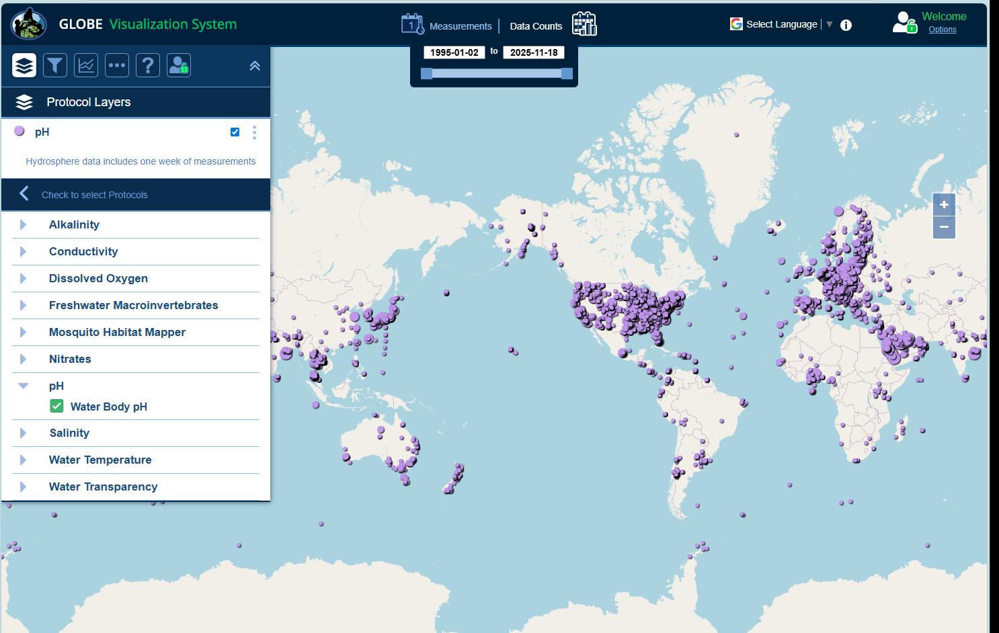 GLOBE Visualization System
1
Measurements
Data Counts
Select Language
Welcome
Options
1995-01-02 to 2025-11-18
Protocol Layers
pH
Hydrosphere data includes one week of measurements
Check to select Protocols
Alkalinity
Conductivity
Dissolved Oxygen
Freshwater Macroinvertebrates
Mosquito Habitat Mapper
Nitrates
pH
Water Body pH
Salinity
Water Temperature
Water Transparency